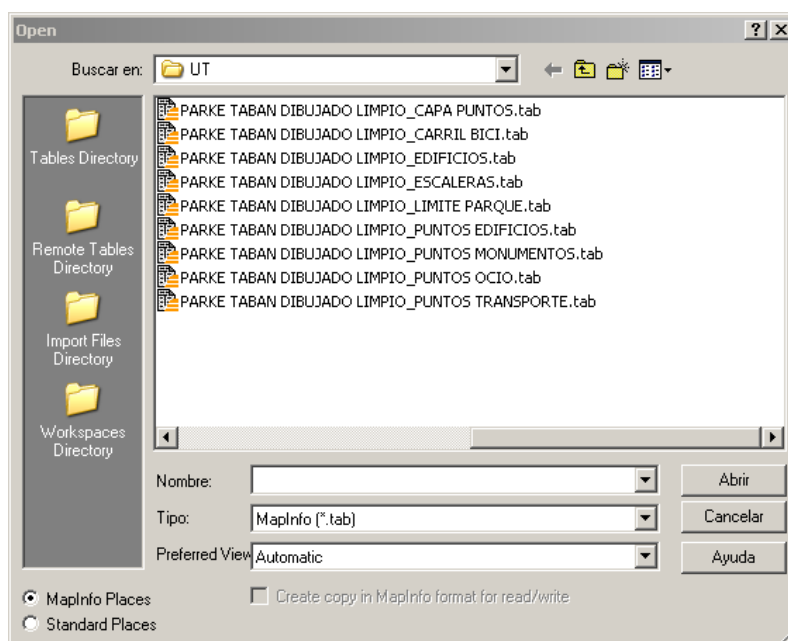 Open
Buscar en: UT
Tables Directory
Remote Tables
Directory
Import Files
Directory
Workspaces
Directory
PARKE TABAN DIBUJADO LIMPIO_CAPA PUNTOS.tab
PARKE TABAN DIBUJADO LIMPIO_CARRIL BICI.tab
PARKE TABAN DIBUJADO LIMPIO_EDIFICIOS.tab
PARKE TABAN DIBUJADO LIMPIO_ESCALERAS.tab
PARKE TABAN DIBUJADO LIMPIO_LIMITE PARQUE.tab
PARKE TABAN DIBUJADO LIMPIO_PUNTOS EDIFICIOS.tab
PARKE TABAN DIBUJADO LIMPIO_PUNTOS MONUMENTOS.tab
PARKE TABAN DIBUJADO LIMPIO_PUNTOS OCIO.tab
PARKE TABAN DIBUJADO LIMPIO_PUNTOS TRANSPORTE.tab
Nombre: Abrir
Tipo: MapInfo (*.tab) Cancelar
Preferred View Automatic Ayuda
MapInfo Places Create copy in MapInfo format for read/write
Standard Places